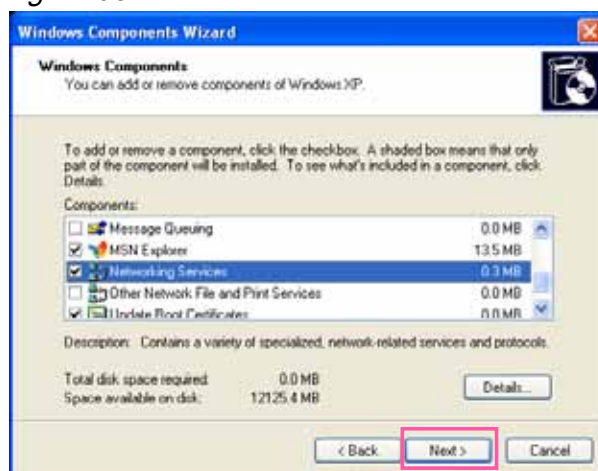 Windows Components Wizard
Windows Components
You can add or remove components of Windows XP.
To add or remove a component, click the checkbox. A shaded box means that only
part of the component will be installed. To see what's included in a component, click
Details.
Components:
Message Queuing 0.0 MB
MSN Explorer 13.5 MB
Networking Services 0.3 MB
Other Network File and Print Services 0.0 MB
Update Root Certificates 0.0 MB
Description: Contains a variety of specialized, network-related services and protocols.
Total disk space required: 0.0 MB
Space available on disk: 12125.4 MB
Details...
< Back
Next >
Cancel